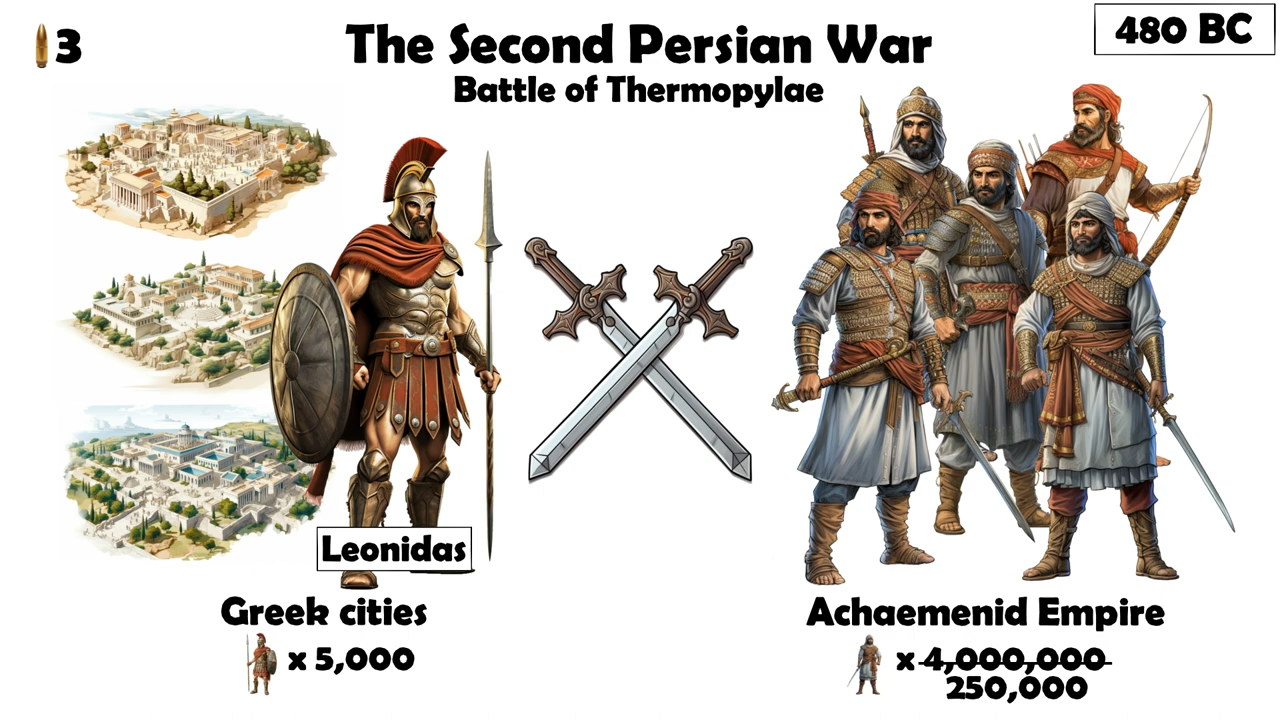 3
The Second Persian War
480 BC
Battle of Thermopylae
Leonidas
Greek cities
x 5,000
Achaemenid Empire
x 4,000,000
250,000